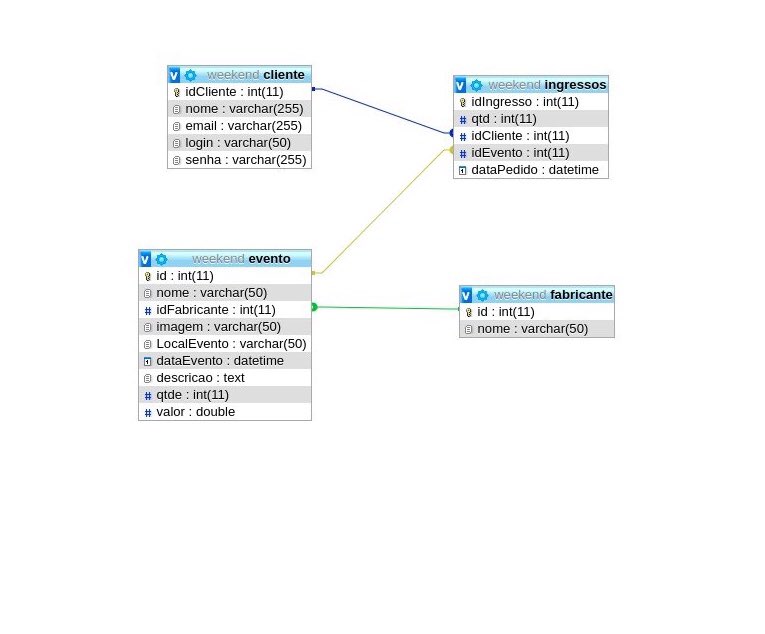 weekend cliente
idCliente : int(11)
nome : varchar(255)
email : varchar(255)
login : varchar(50)
senha : varchar(255)
weekend ingressos
idIngresso : int(11)
qtd : int(11)
idCliente : int(11)
idEvento : int(11)
dataPedido : datetime
weekend evento
id : int(11)
nome : varchar(50)
idFabricante : int(11)
imagem : varchar(50)
LocalEvento : varchar(50)
dataEvento : datetime
descricao : text
qtde : int(11)
valor : double
weekend fabricante
id : int(11)
nome : varchar(50)